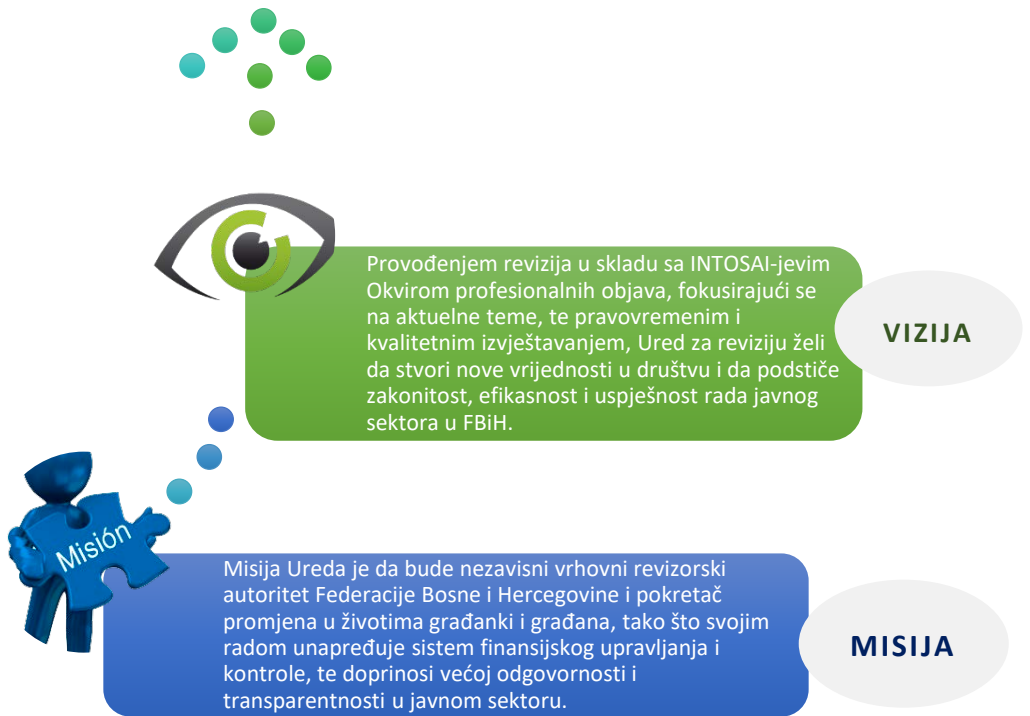 Provođenjem revizija u skladu sa INTOSAI-jevim
Okvirom profesionalnih objava, fokusirajući se
na aktuelne teme, te pravovremenim i
kvalitetnim izvještavanjem, Ured za reviziju želi
da stvori nove vrijednosti u društvu i da podstiče
zakonitost, efikasnost i uspješnost rada javnog
sektora u FBiH.
VIZIJA
Misión
Misija Ureda je da bude nezavisni vrhovni revizorski
autoritet Federacije Bosne i Hercegovine i pokretač
promjena u životima građanki i građana, tako što svojim
radom unapređuje sistem finansijskog upravljanja i
kontrole, te doprinosi većoj odgovornosti i
transparentnosti u javnom sektoru.
MISIJA